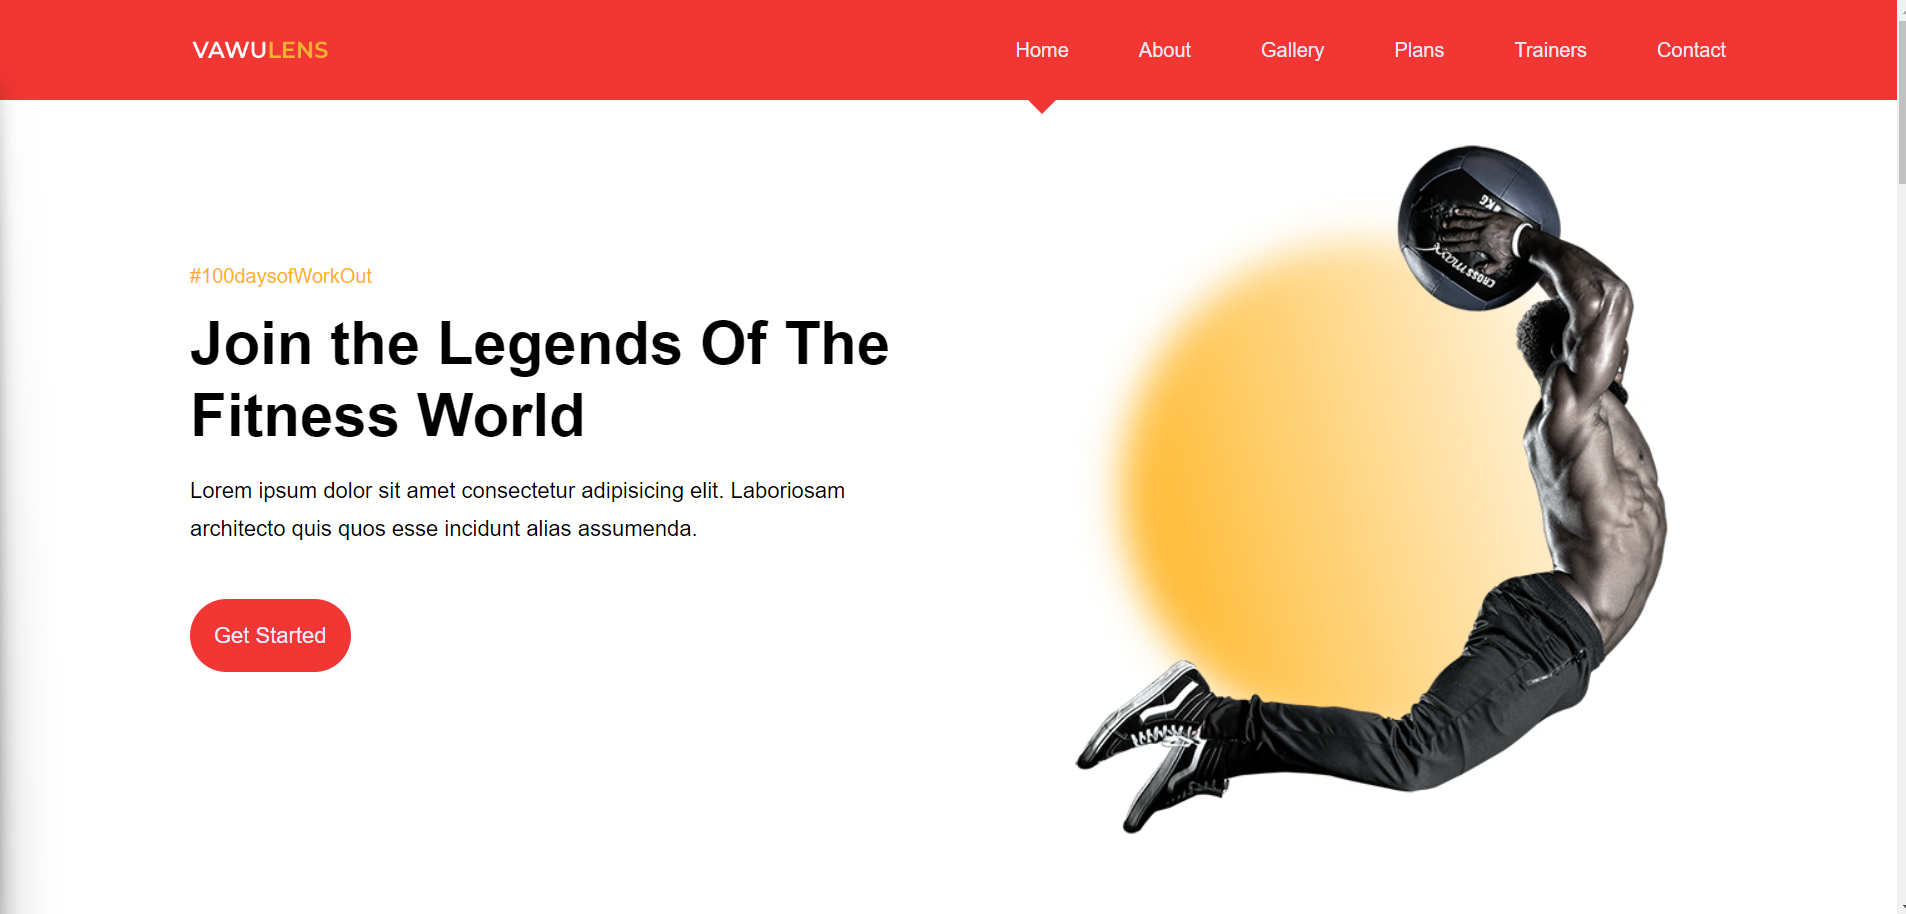 VAWULENS
Home About Gallery Plans Trainers Contact
#100daysofWorkOut
Join the Legends Of The
Fitness World
Lorem ipsum dolor sit amet consectetur adipisicing elit. Laboriosam
architecto quis quos esse incidunt alias assumenda.
Get Started
KG
CROSSMAXX